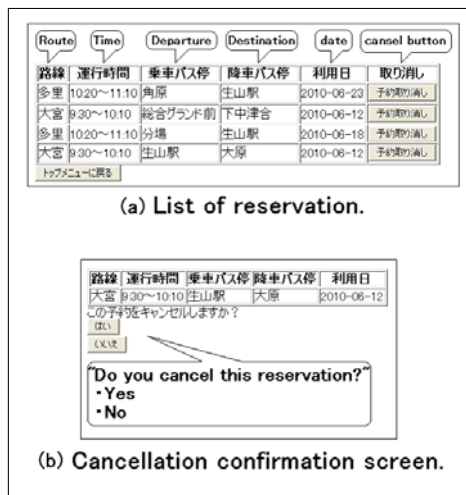 Route Time Departure Destination date cansel button
路線 運行時間 乗車バス停 降車バス停 利用日 取り消し
多里 10:20～11:10 角原 生山駅 2010-06-23 予約取り消し
大宮 9:30～10:10 総合グランド前 下中津合 2010-06-12 予約取り消し
多里 10:20～11:10 分場 生山駅 2010-06-18 予約取り消し
大宮 9:30～10:10 生山駅 大原 2010-06-12 予約取り消し
トップメニューに戻る
(a) List of reservation.
路線 運行時間 乗車バス停 降車バス停 利用日
大宮 9:30～10:10 生山駅 大原 2010-06-12
この予約をキャンセルしますか？
はい
いいえ
"Do you cancel this reservation?"
・Yes
・No
(b) Cancellation confirmation screen.